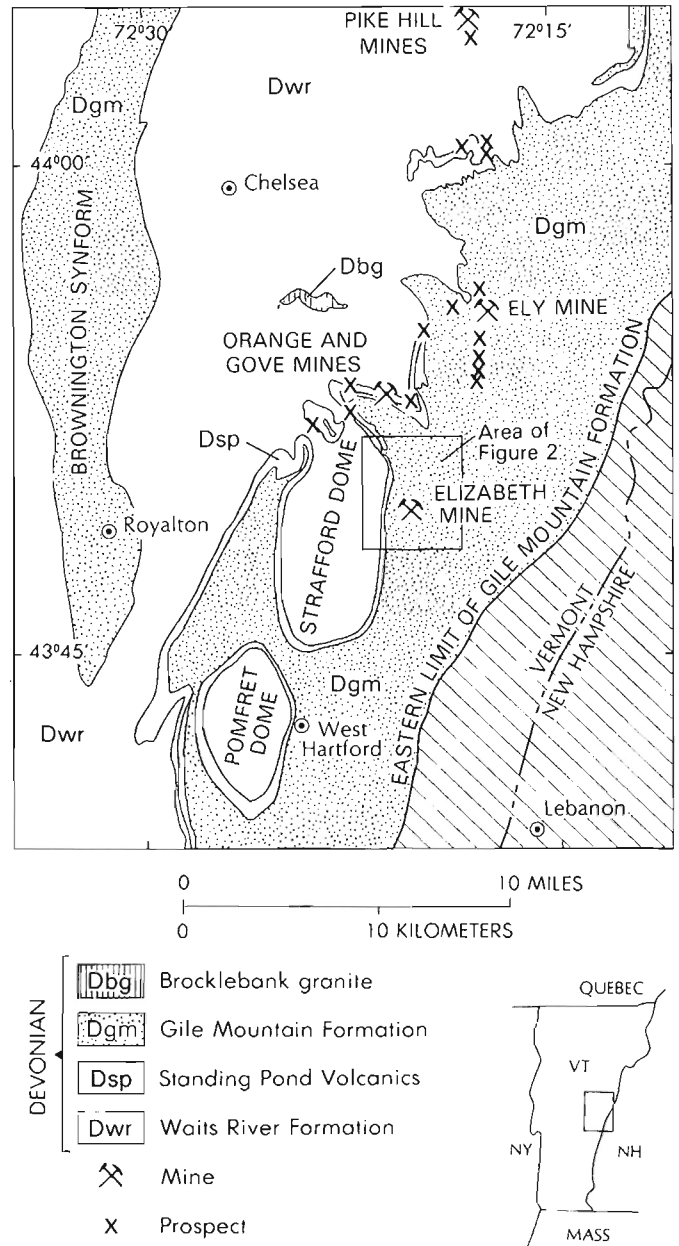 PIKE HILL
MINES
72°30'
72°15'
Dgm
Dwr
44°00'
Chelsea
BROWNINGTON SYNFORM
Dgm
Dbg
ELY MINE
ORANGE AND
GOVE MINES
Dsp
Area of
Figure 2
ELIZABETH
MINE
Royalton
STRAFFORD DOME
EASTERN LIMIT OF GILE MOUNTAIN FORMATION
VERMONT
NEW HAMPSHIRE
43°45'
Dgm
Dwr
POMFRET
DOME
West
Hartford
Lebanon
0 10 MILES
0 10 KILOMETERS
DEVONIAN
Dbg Brocklebank granite
Dgm Gile Mountain Formation
Dsp Standing Pond Volcanics
Dwr Waits River Formation
Mine
X Prospect
QUEBEC
VT
NY
NH
MASS